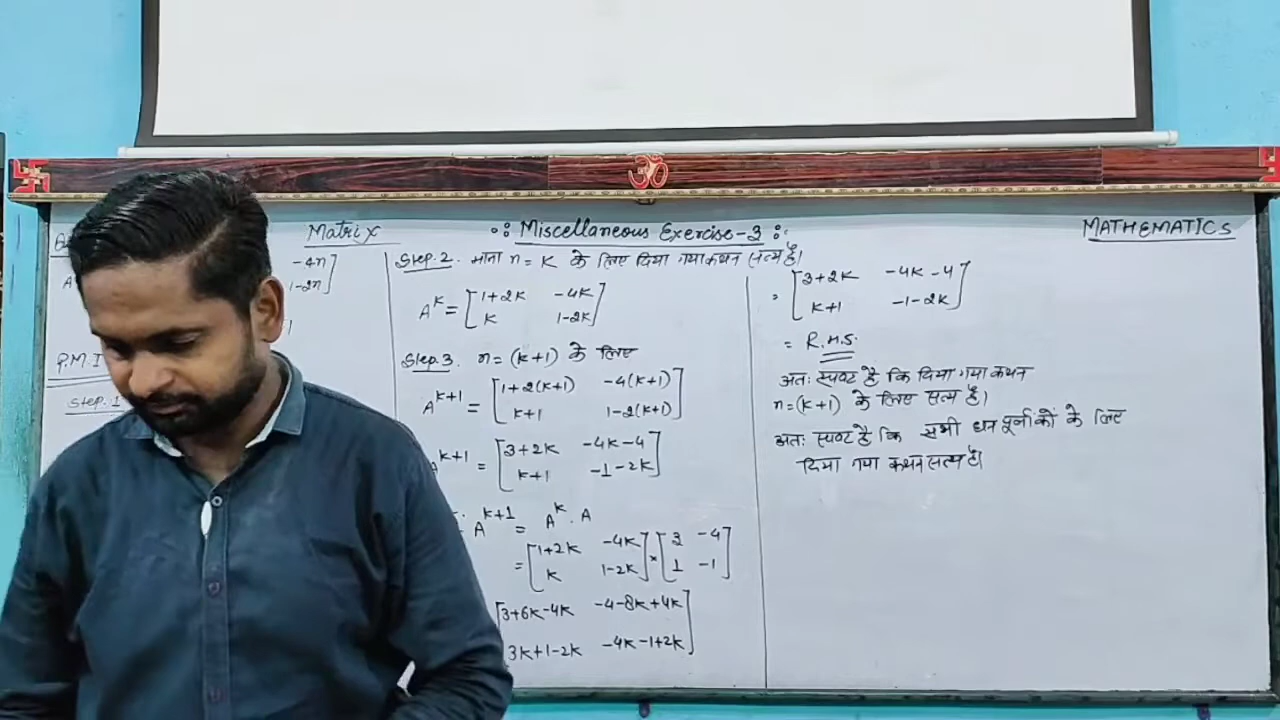 Matrix
Miscellaneous Exercise-3
MATHEMATICS
-4n
1-2n
P.M.I
Step. 1
Step. 2. माना n = K के लिए दिया गया कथन सत्य है।
A^K = [1+2K -4K
K 1-2K]
Step. 3. n = (K+1) के लिए
A^K+1 = [1+2(K+1) -4(K+1)
K+1 1-2(K+1)]
A^K+1 = [3+2K -4K-4
K+1 -1-2K]
A^K+1 = A^K . A
= [1+2K -4K] × [3 -4
K 1-2K] 1 -1]
[3+6K-4K -4-8K+4K
3K+1-2K -4K-1+2K]
= [3+2K -4K-4
K+1 -1-2K]
= R.H.S.
अतः स्पष्ट है कि दिया गया कथन
n=(K+1) के लिए सत्य है।
अतः स्पष्ट है कि सभी धन पूर्णांकों के लिए
दिया गया कथन सत्य है।